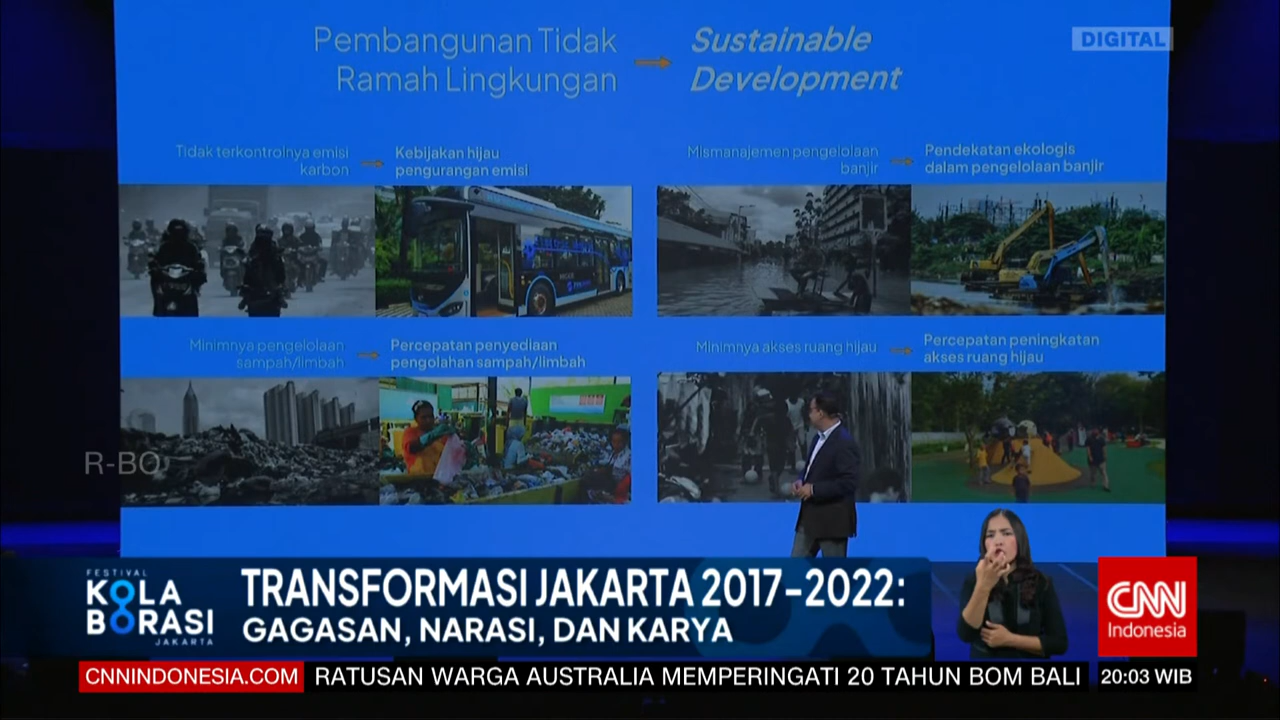 Pembangunan Tidak
Ramah Lingkungan
Sustainable
Development
DIGITAL
Tidak terkontrolnya emisi
karbon
Kebijakan hijau
pengurangan emisi
Mismanajemen pengelolaan
banjir
Pendekatan ekologis
dalam pengelolaan banjir
Minimnya pengelolaan
sampah/limbah
Percepatan penyediaan
pengolahan sampah/limbah
Minimnya akses ruang hijau
Percepatan peningkatan
akses ruang hijau
R-BO
FESTIVAL
KOLA
BORASI
JAKARTA
TRANSFORMASI JAKARTA 2017-2022:
GAGASAN, NARASI, DAN KARYA
CNN
Indonesia
CNNINDONESIA.COM
RATUSAN WARGA AUSTRALIA MEMPERINGATI 20 TAHUN BOM BALI
20:03 WIB